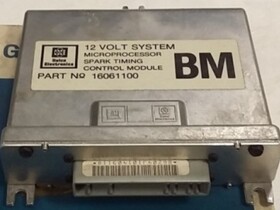 G
Delco
Electronics
12 VOLT SYSTEM
MICROPROCESSOR
SPARK TIMING
CONTROL MODULE
PART Nº 16061100
BM